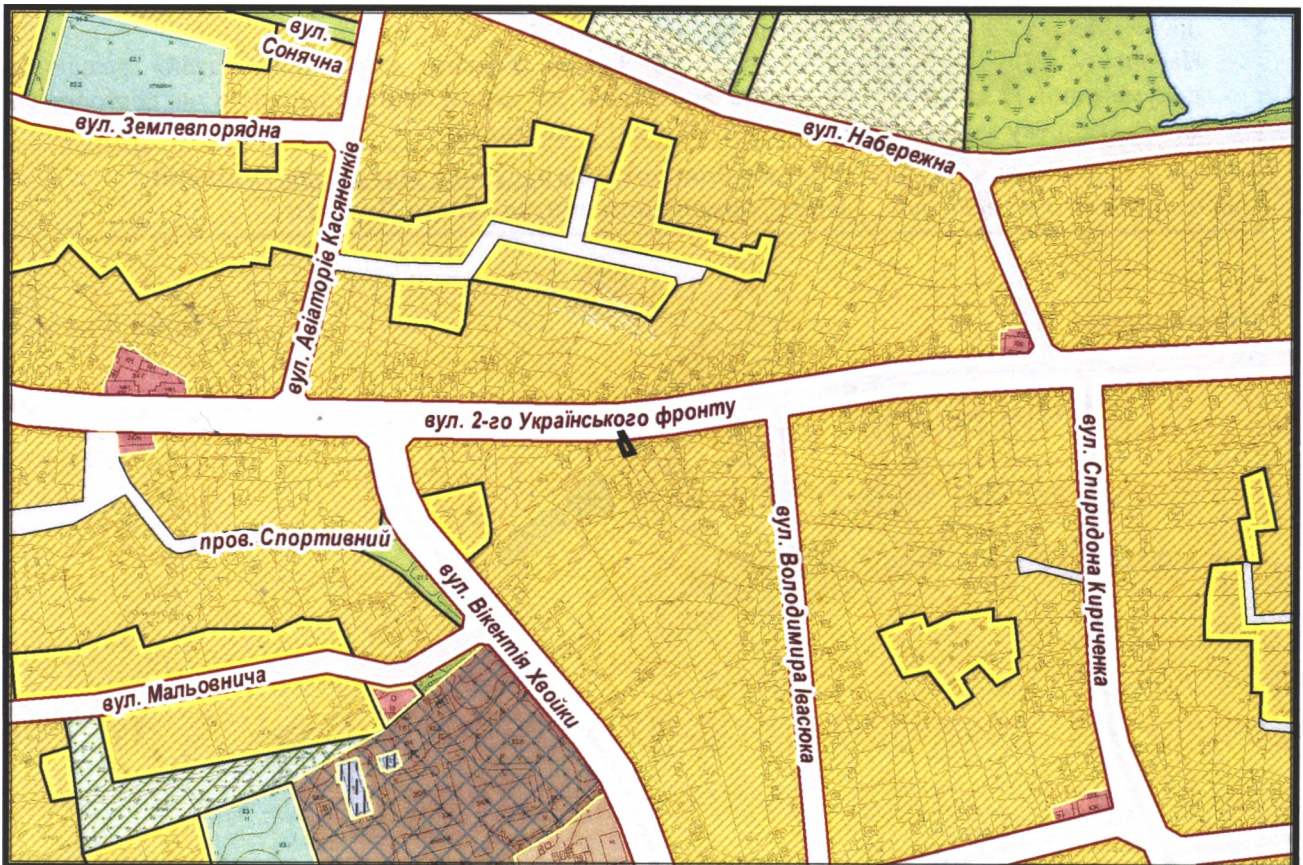 вул.
Сонячна
стадіон
вул. Землевпорядна
вул. Набережна
вул. Авіаторів Касяненків
вул. 2-го Українського фронту
вул. Спиридона Кириченка
пров. Спортивний
вул. Володимира Івасюка
вул. Вікентія Хвойки
вул. Мальовнича